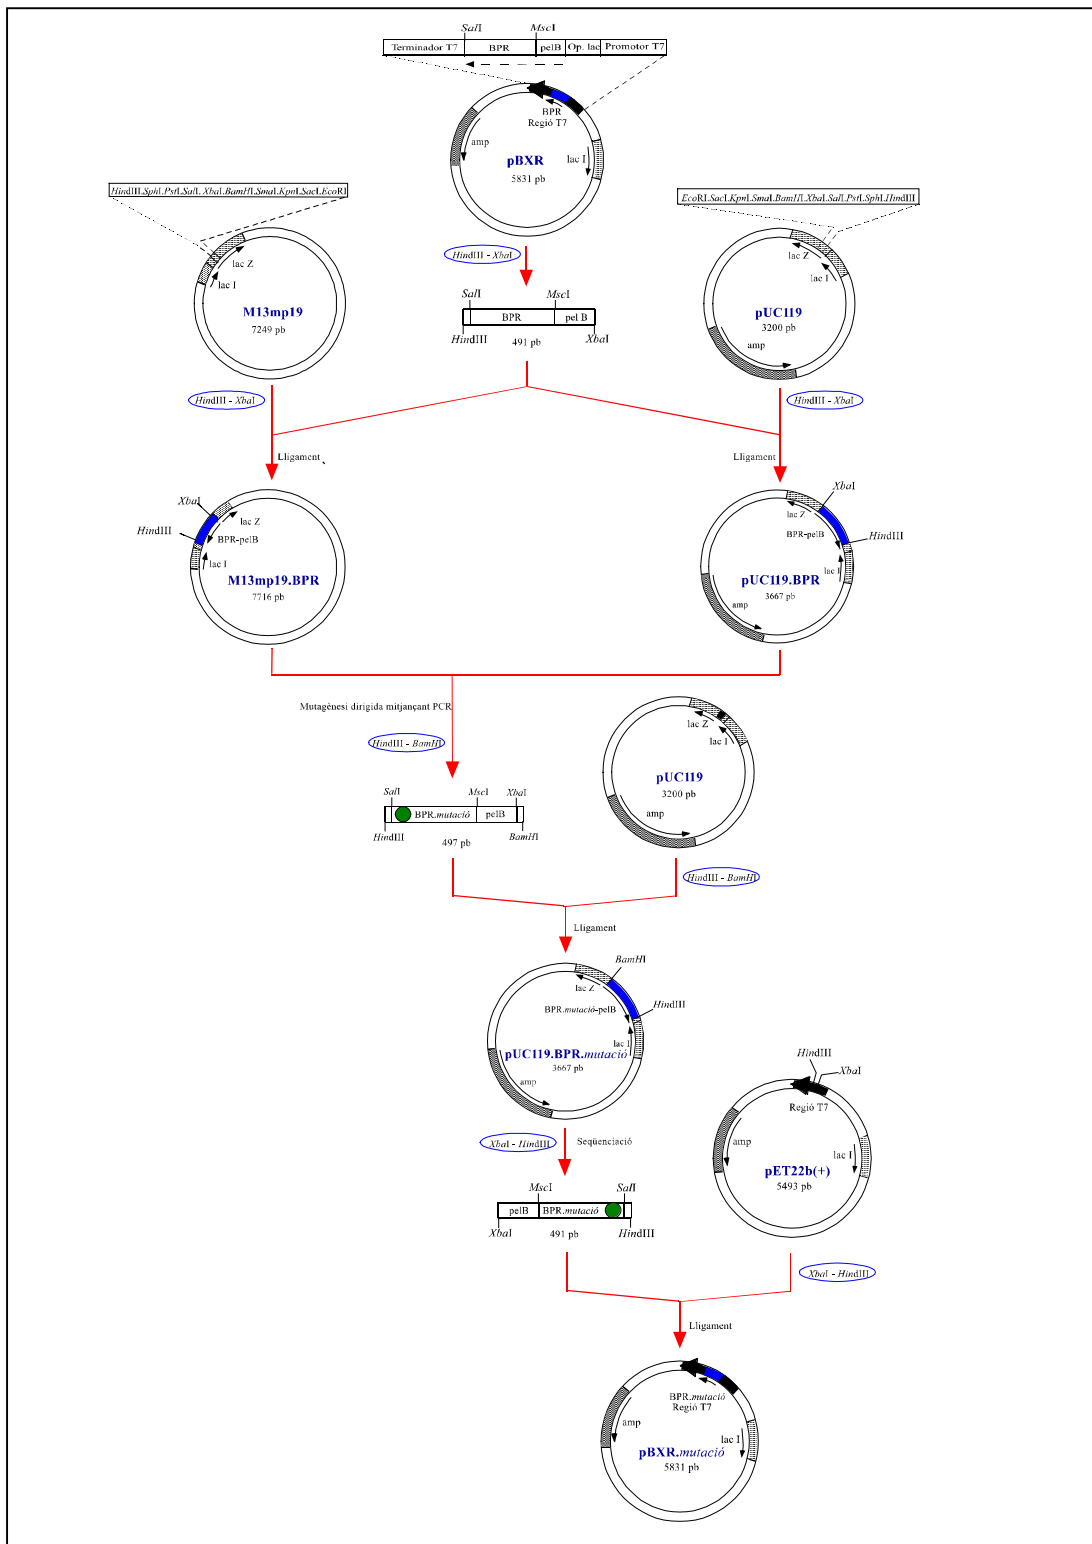 SalI MscI
Terminador T7 BPR pelB Op. lac Promotor T7
BPR
Regió T7
amp
pBXR
5831 pb
lac I
HindIII.SphI.PstI.SalI.XbaI.BamHI.SmaI.KpnI.SacI.EcoRI
lac Z
lac I
M13mp19
7249 pb
HindIII - XbaI
SalI MscI
BPR pel B
HindIII 491 pb XbaI
EcoRI.SacI.KpnI.SmaI.BamHI.XbaI.SalI.PstI.SphI.HindIII
lac Z
lac I
pUC119
3200 pb
amp
HindIII - XbaI
HindIII - XbaI
Lligament
Lligament
XbaI
HindIII
lac Z
BPR-pelB
lac I
M13mp19.BPR
7716 pb
XbaI
HindIII
lac Z
BPR-pelB
lac I
pUC119.BPR
3667 pb
amp
Mutagènesi dirigida mitjançant PCR
HindIII - BamHI
SalI MscI XbaI
BPR.mutació pelB
HindIII BamHI
497 pb
lac Z
lac I
pUC119
3200 pb
amp
HindIII - BamHI
Lligament
BamHI
HindIII
lac Z
BPR.mutació-pelB
lac I
pUC119.BPR.mutació
3667 pb
amp
XbaI - HindIII
Seqüenciació
MscI SalI
pelB BPR.mutació
XbaI 491 pb HindIII
HindIII
XbaI
Regió T7
amp
lac I
pET22b(+)
5493 pb
XbaI - HindIII
Lligament
BPR.mutació
Regió T7
amp
lac I
pBXR.mutació
5831 pb